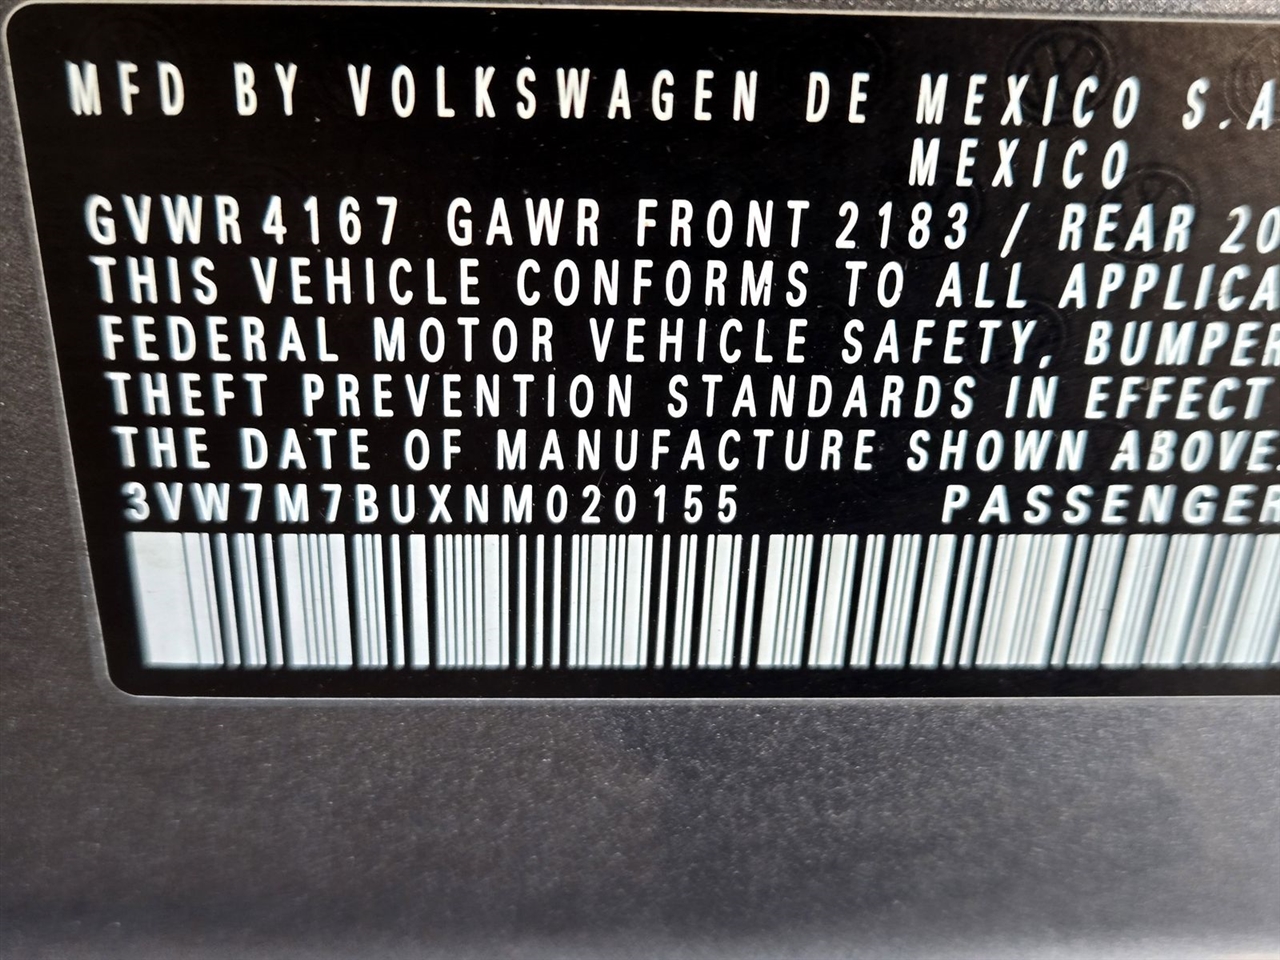 MFD BY VOLKSWAGEN DE MEXICO S.A
MEXICO
GVWR 4167 GAWR FRONT 2183 / REAR 20
THIS VEHICLE CONFORMS TO ALL APPLICA
FEDERAL MOTOR VEHICLE SAFETY, BUMPER
THEFT PREVENTION STANDARDS IN EFFECT
THE DATE OF MANUFACTURE SHOWN ABOVE.
3VW7M7BUXNM020155 PASSENGER